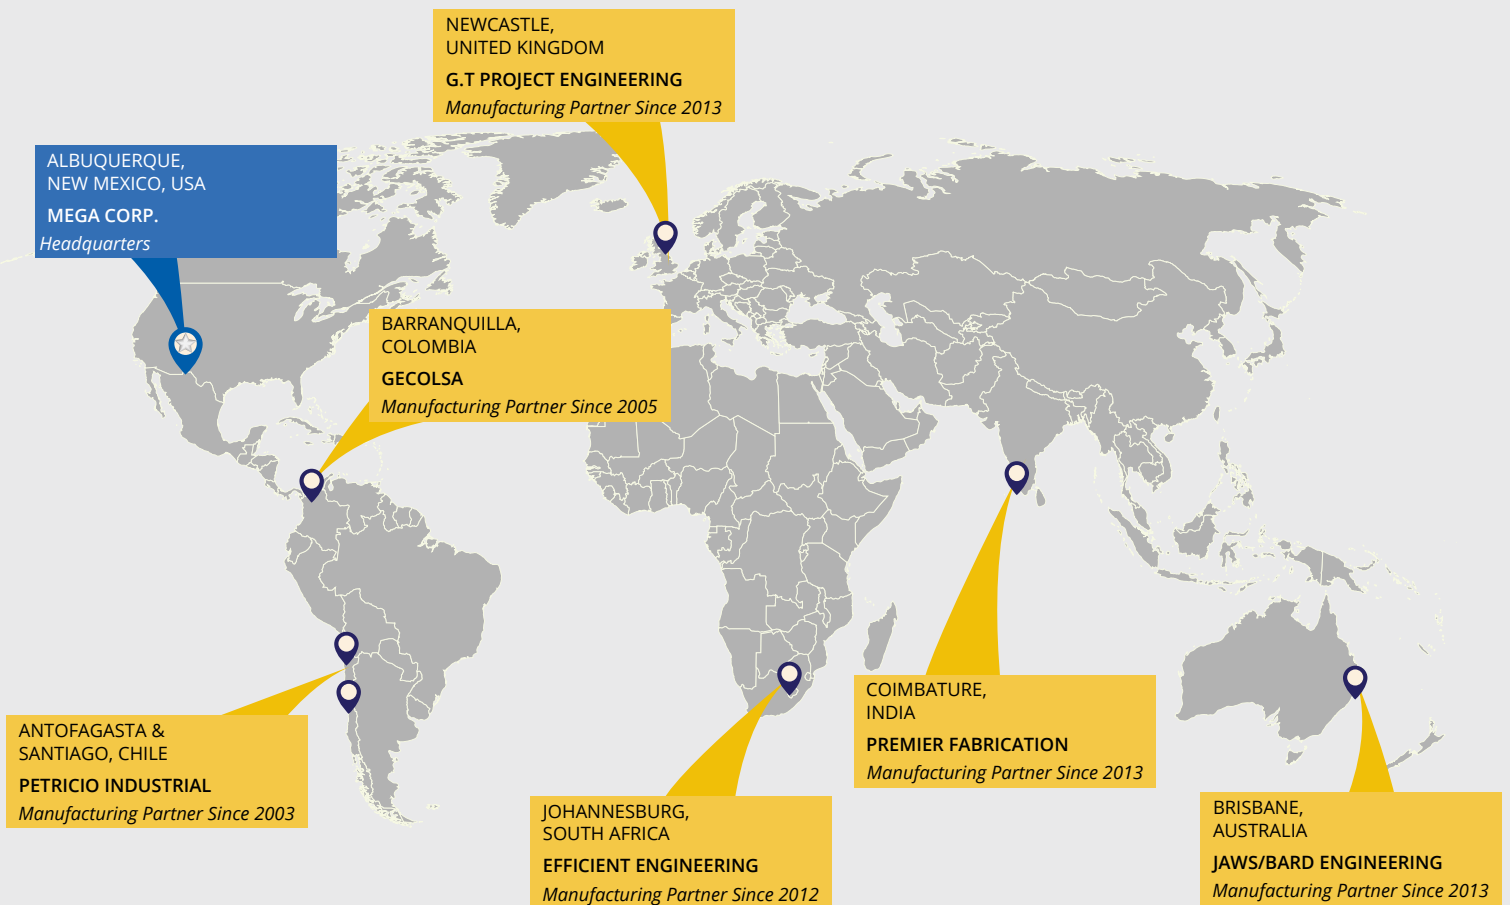 NEWCASTLE,
UNITED KINGDOM
G.T PROJECT ENGINEERING
Manufacturing Partner Since 2013
ALBUQUERQUE,
NEW MEXICO, USA
MEGA CORP.
Headquarters
BARRANQUILLA,
COLOMBIA
GECOLSA
Manufacturing Partner Since 2005
ANTOFAGASTA &
SANTIAGO, CHILE
PETRICIO INDUSTRIAL
Manufacturing Partner Since 2003
JOHANNESBURG,
SOUTH AFRICA
EFFICIENT ENGINEERING
Manufacturing Partner Since 2012
COIMBATURE,
INDIA
PREMIER FABRICATION
Manufacturing Partner Since 2013
BRISBANE,
AUSTRALIA
JAWS/BARD ENGINEERING
Manufacturing Partner Since 2013